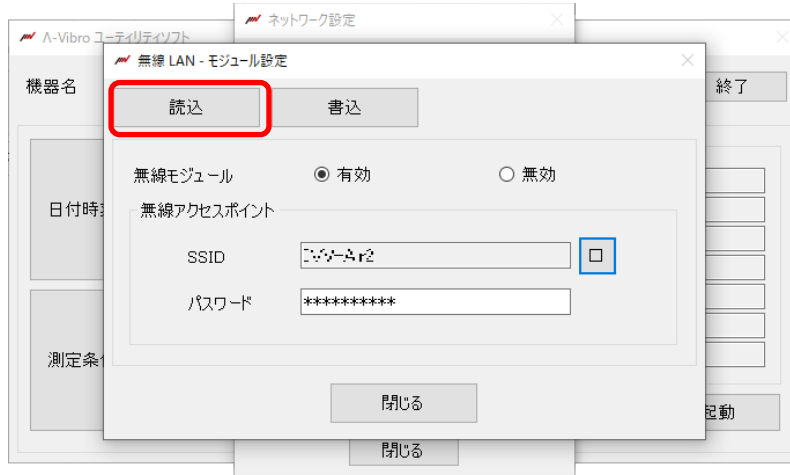 ネットワーク設定
Λ-Vibro ユーティリティソフト
無線 LAN - モジュール設定
機器名
終了
読込
書込
無線モジュール
有効
無効
日付時
無線アクセスポイント
SSID
パスワード
**********
測定条
閉じる
起動
閉じる